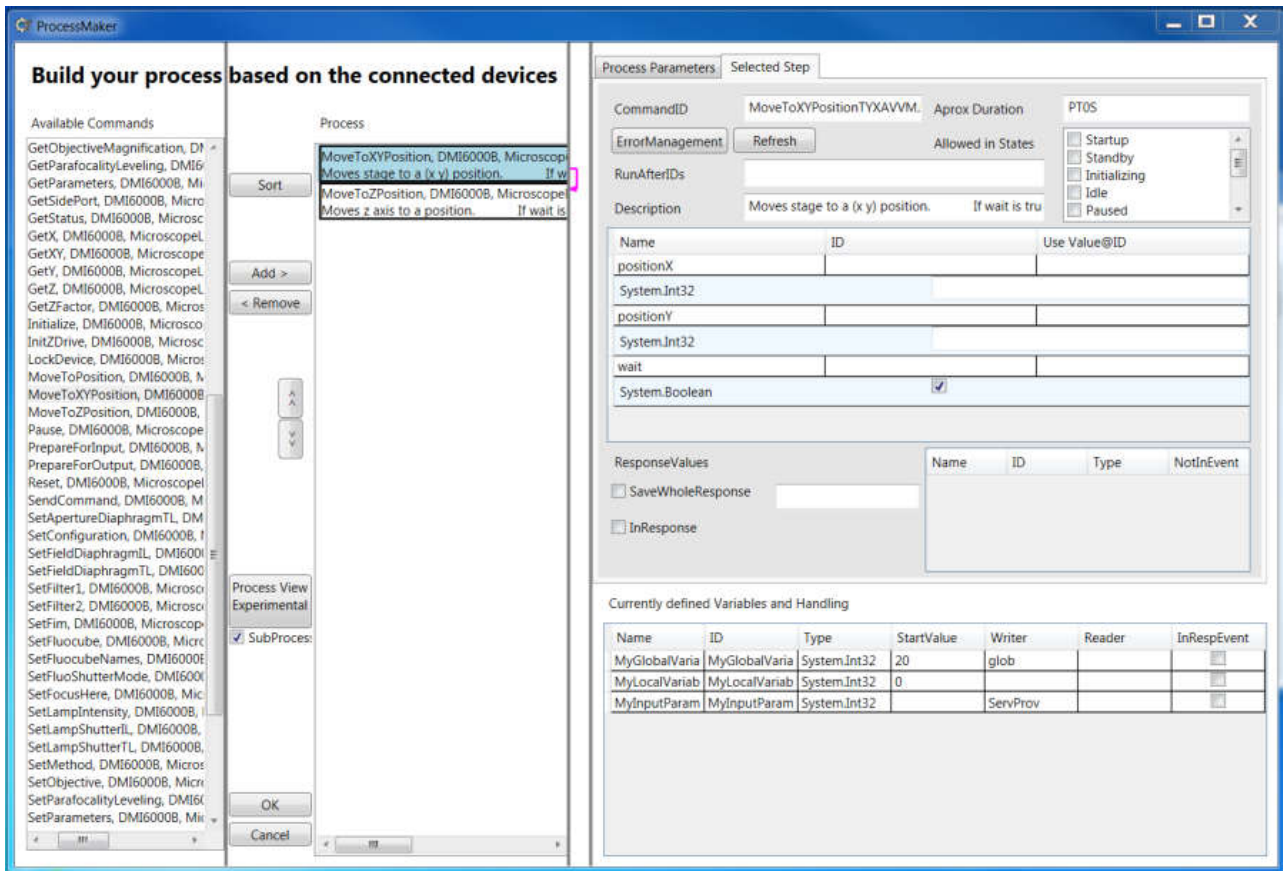 ProcessMaker
Build your process based on the connected devices
Available Commands
GetObjectiveMagnification, DM
GetParafocalityLeveling, DMI6
GetParameters, DMI6000B, Mi
GetSidePort, DMI6000B, Micro
GetStatus, DMI6000B, Microsc
GetX, DMI6000B, MicroscopeL
GetXY, DMI6000B, Microscope
GetY, DMI6000B, MicroscopeL
GetZ, DMI6000B, MicroscopeL
GetZFactor, DMI6000B, Micros
Initialize, DMI6000B, Microsco
InitZDrive, DMI6000B, Microsc
LockDevice, DMI6000B, Micros
MoveToPosition, DMI6000B, M
MoveToXYPosition, DMI6000B
MoveToZPosition, DMI6000B,
Pause, DMI6000B, Microscope
PrepareForInput, DMI6000B, M
PrepareForOutput, DMI6000B,
Reset, DMI6000B, Microscopel
SendCommand, DMI6000B, M
SetApertureDiaphragmTL, DM
SetConfiguration, DMI6000B, M
SetFieldDiaphragmIL, DMI600
SetFieldDiaphragmTL, DMI600
SetFilter1, DMI6000B, Microsc
SetFilter2, DMI6000B, Microsc
SetFim, DMI6000B, Microscop
SetFluocube, DMI6000B, Micro
SetFluocubeNames, DMI6000B
SetFluoShutterMode, DMI600
SetFocusHere, DMI6000B, Mic
SetLampIntensity, DMI6000B,
SetLampShutterIL, DMI6000B,
SetLampShutterTL, DMI6000B,
SetMethod, DMI6000B, Micros
SetObjective, DMI6000B, Micr
SetParafocalityLeveling, DMI6
SetParameters, DMI6000B, Mi
Sort
Add >
< Remove
Process View
Experimental
SubProces
OK
Cancel
Process
MoveToXYPosition, DMI6000B, Microscop
Moves stage to a (x y) position. If w
MoveToZPosition, DMI6000B, Microscope
Moves z axis to a position. If wait is
Process Parameters Selected Step
CommandID MoveToXYPositionTYXAVVM. Aprox Duration PT0S
ErrorManagement Refresh Allowed in States
Startup
Standby
Initializing
Idle
Paused
RunAfterIDs
Description Moves stage to a (x y) position. If wait is tru
Name ID Use Value@ID
positionX
System.Int32
positionY
System.Int32
wait
System.Boolean
ResponseValues
SaveWholeResponse
InResponse
Name ID Type NotInEvent
Currently defined Variables and Handling
Name ID Type StartValue Writer Reader InRespEvent
MyGlobalVaria MyGlobalVaria System.Int32 20 glob
MyLocalVariab MyLocalVariab System.Int32 0
MyInputParam MyInputParam System.Int32 ServProv